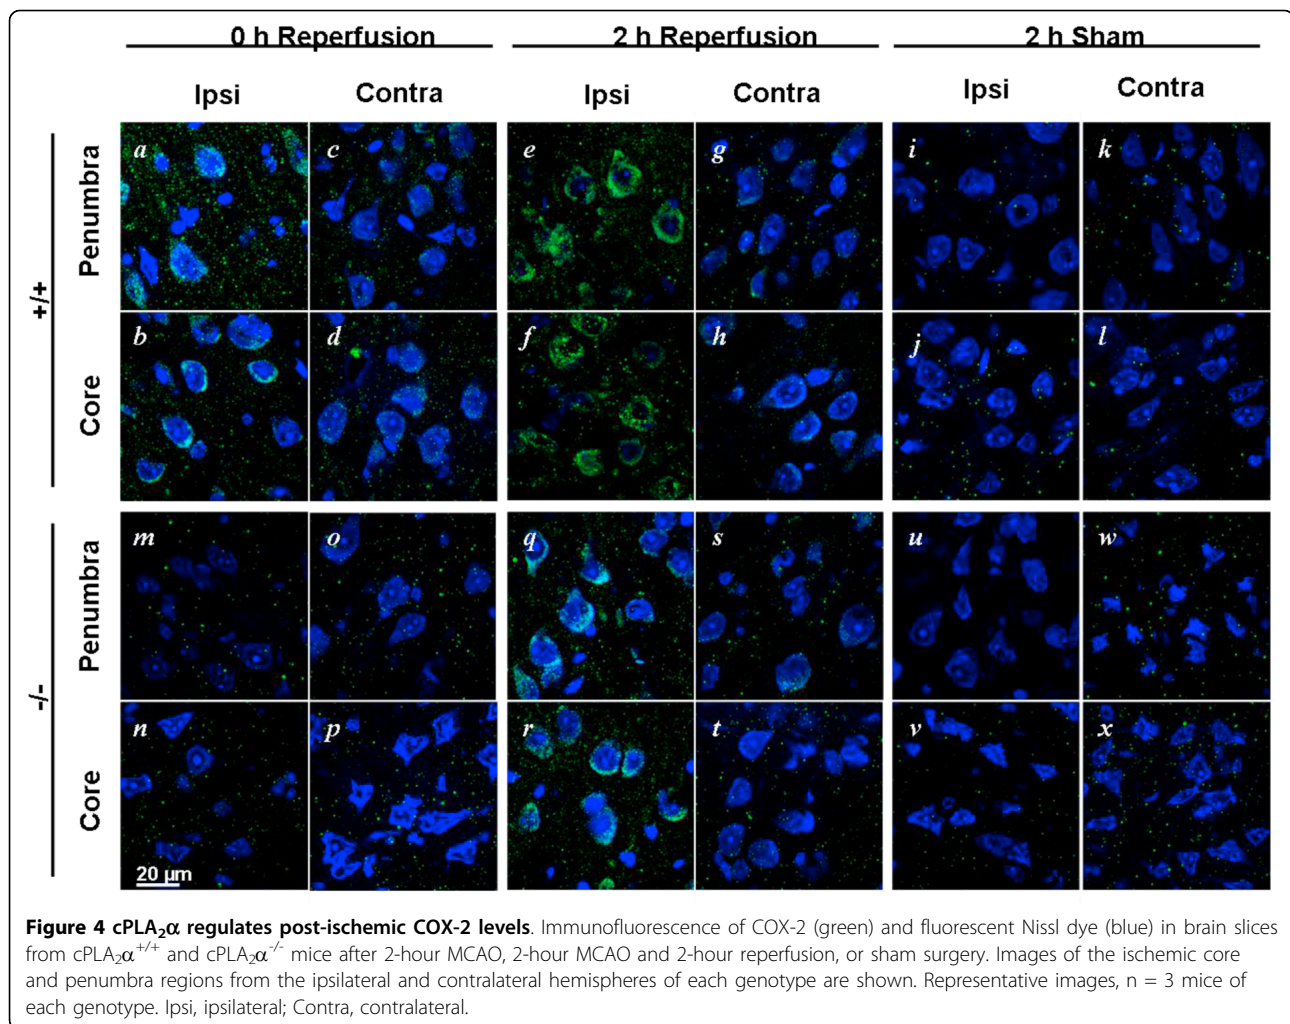 0 h Reperfusion 2 h Reperfusion 2 h Sham
Ipsi Contra Ipsi Contra Ipsi Contra
+/+
Penumbra
a c e g i k
Core
b d f h j l
-/-
Penumbra
m o q s u w
Core
n p r t v x
20 µm
Figure 4 cPLA₂α regulates post-ischemic COX-2 levels. Immunofluorescence of COX-2 (green) and fluorescent Nissl dye (blue) in brain slices
from cPLA₂α⁺/⁺ and cPLA₂α⁻/⁻ mice after 2-hour MCAO, 2-hour MCAO and 2-hour reperfusion, or sham surgery. Images of the ischemic core
and penumbra regions from the ipsilateral and contralateral hemispheres of each genotype are shown. Representative images, n = 3 mice of
each genotype. Ipsi, ipsilateral; Contra, contralateral.